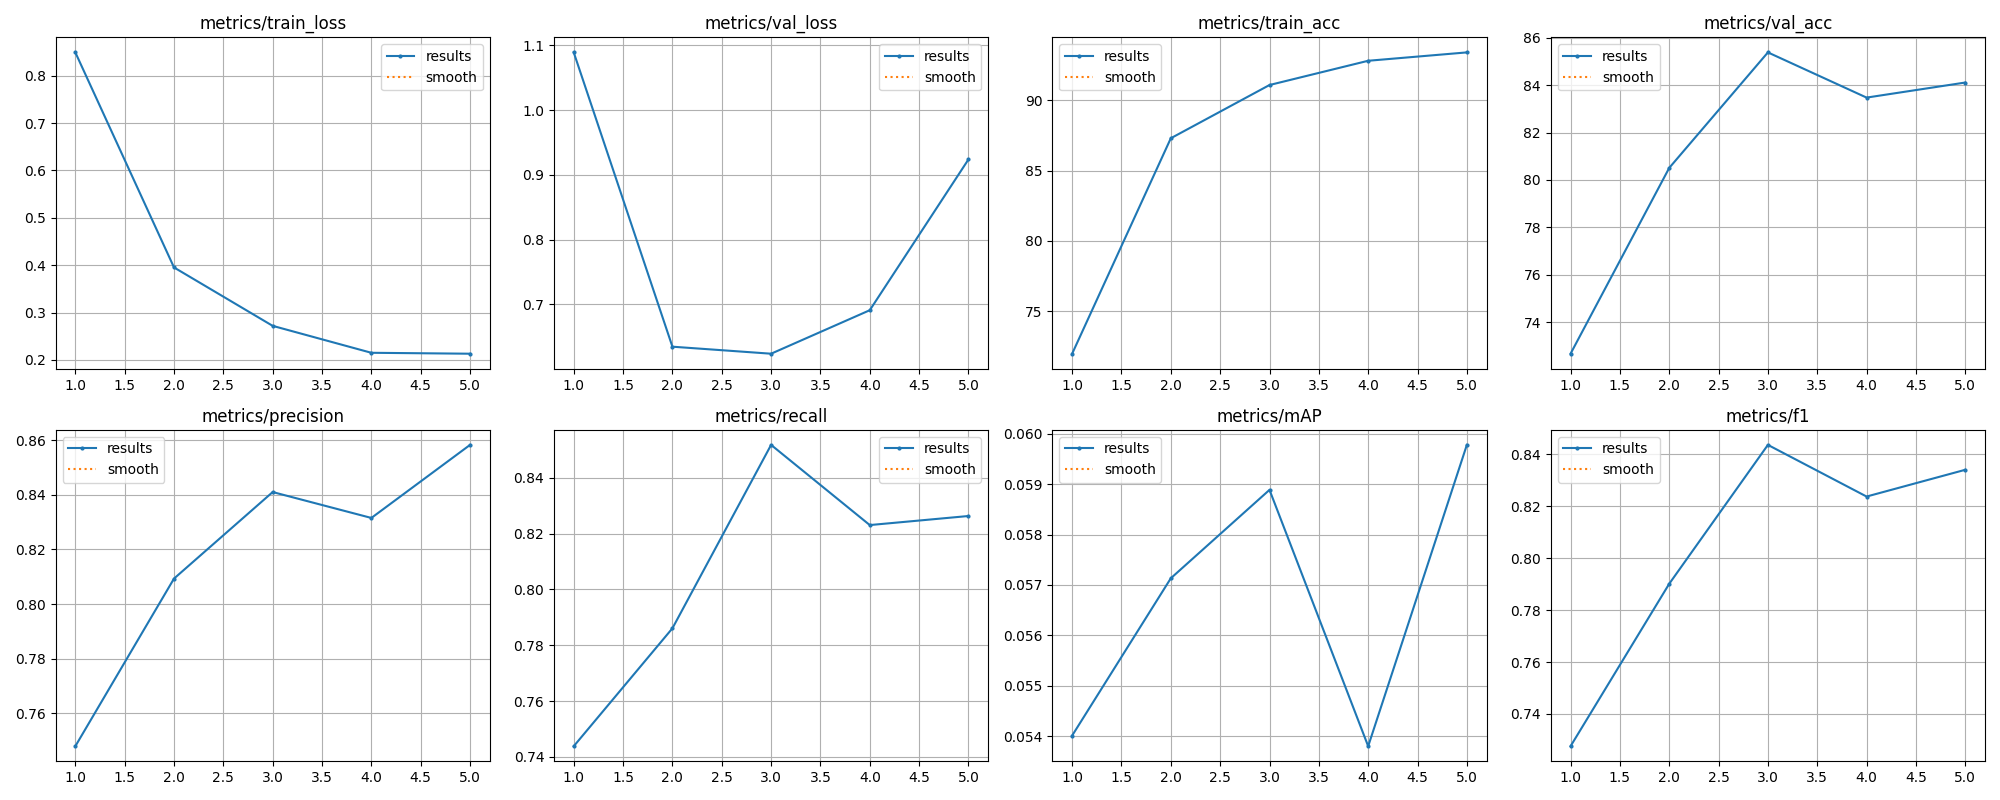 metrics/train_loss
results
smooth
0.8
0.7
0.6
0.5
0.4
0.3
0.2
1.0 1.5 2.0 2.5 3.0 3.5 4.0 4.5 5.0
metrics/val_loss
results
smooth
1.1
1.0
0.9
0.8
0.7
1.0 1.5 2.0 2.5 3.0 3.5 4.0 4.5 5.0
metrics/train_acc
results
smooth
90
85
80
75
1.0 1.5 2.0 2.5 3.0 3.5 4.0 4.5 5.0
metrics/val_acc
results
smooth
86
84
82
80
78
76
74
1.0 1.5 2.0 2.5 3.0 3.5 4.0 4.5 5.0
metrics/precision
results
smooth
0.86
0.84
0.82
0.80
0.78
0.76
1.0 1.5 2.0 2.5 3.0 3.5 4.0 4.5 5.0
metrics/recall
results
smooth
0.84
0.82
0.80
0.78
0.76
0.74
1.0 1.5 2.0 2.5 3.0 3.5 4.0 4.5 5.0
metrics/mAP
results
smooth
0.060
0.059
0.058
0.057
0.056
0.055
0.054
1.0 1.5 2.0 2.5 3.0 3.5 4.0 4.5 5.0
metrics/f1
results
smooth
0.84
0.82
0.80
0.78
0.76
0.74
1.0 1.5 2.0 2.5 3.0 3.5 4.0 4.5 5.0